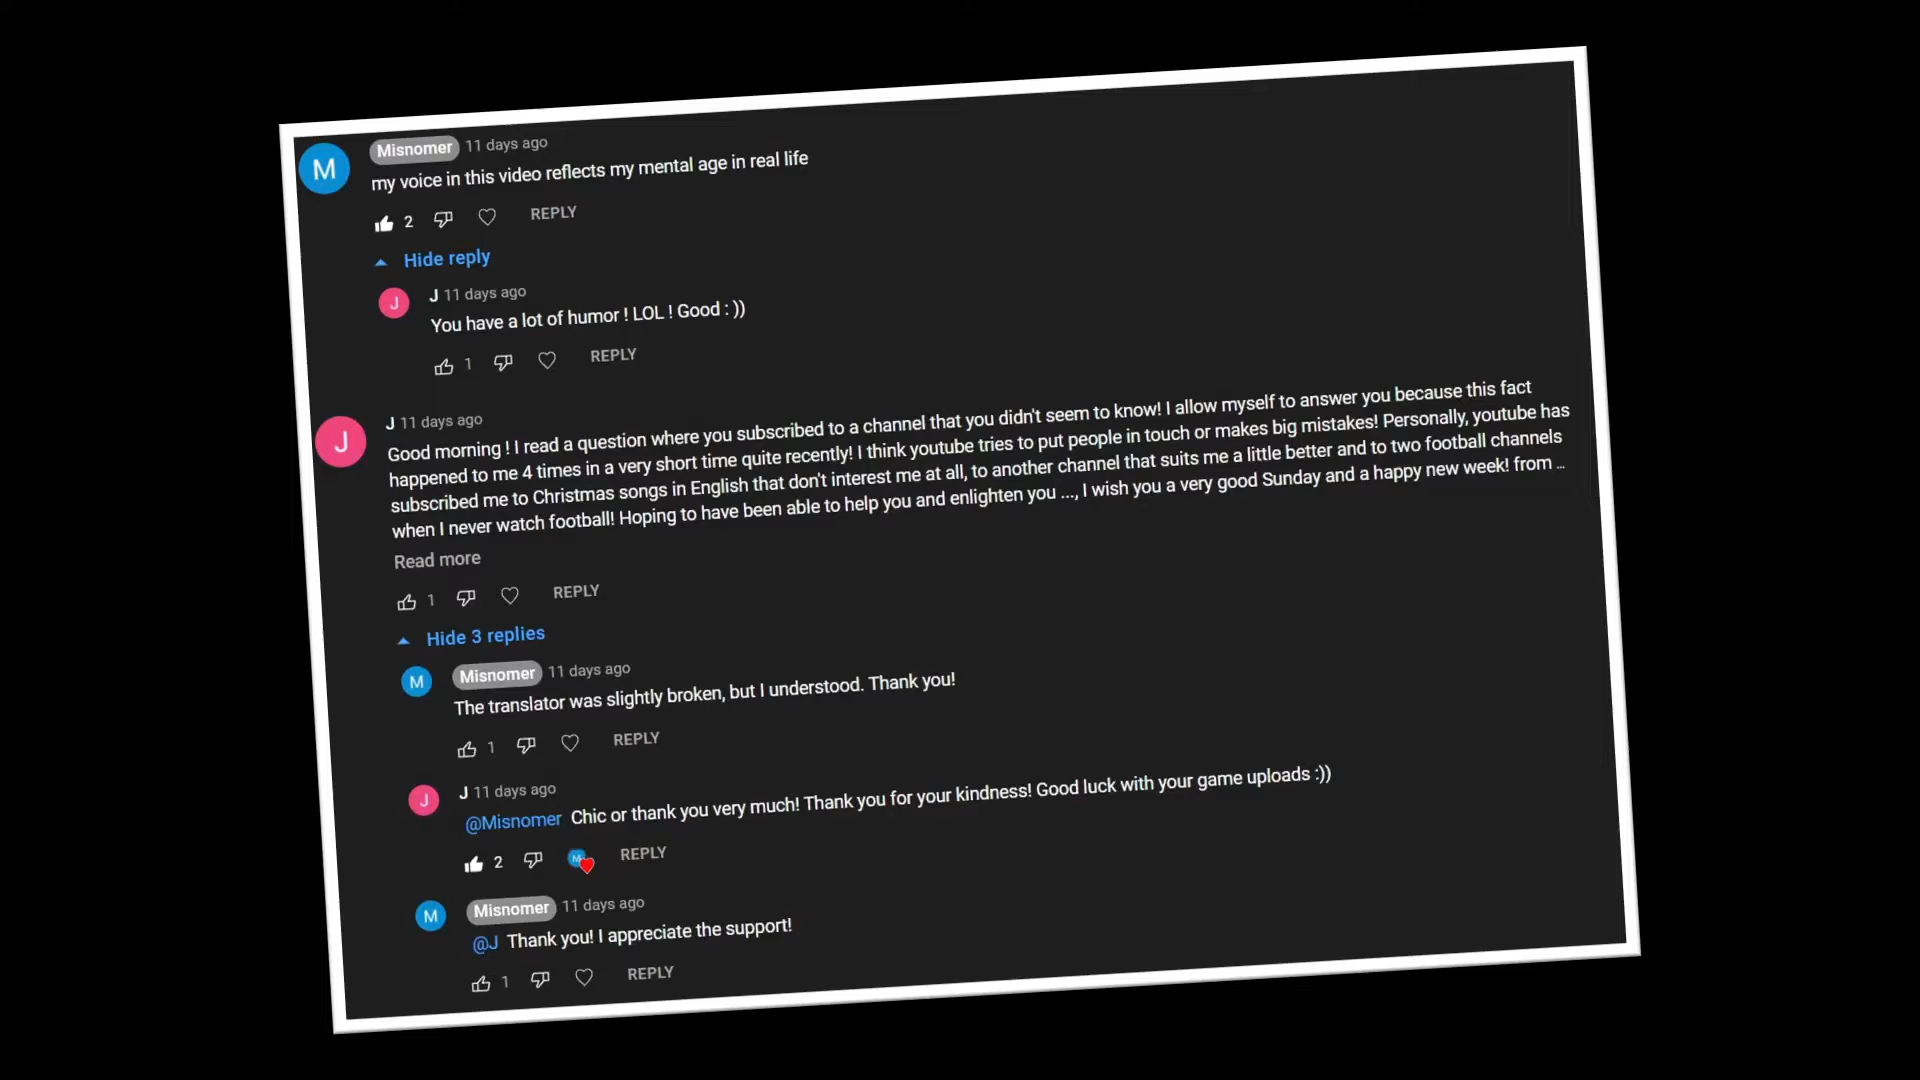 M
Misnomer 11 days ago
my voice in this video reflects my mental age in real life
2 REPLY
Hide reply
J
J 11 days ago
You have a lot of humor ! LOL ! Good : ))
1 REPLY
J
J 11 days ago
Good morning ! I read a question where you subscribed to a channel that you didn't seem to know! I allow myself to answer you because this fact
happened to me 4 times in a very short time quite recently! I think youtube tries to put people in touch or makes big mistakes! Personally, youtube has
subscribed me to Christmas songs in English that don't interest me at all, to another channel that suits me a little better and to two football channels
when I never watch football! Hoping to have been able to help you and enlighten you ..., I wish you a very good Sunday and a happy new week! from ...
Read more
1 REPLY
Hide 3 replies
M
Misnomer 11 days ago
The translator was slightly broken, but I understood. Thank you!
1 REPLY
J
J 11 days ago
@Misnomer Chic or thank you very much! Thank you for your kindness! Good luck with your game uploads :))
2 M REPLY
M
Misnomer 11 days ago
@J Thank you! I appreciate the support!
1 REPLY